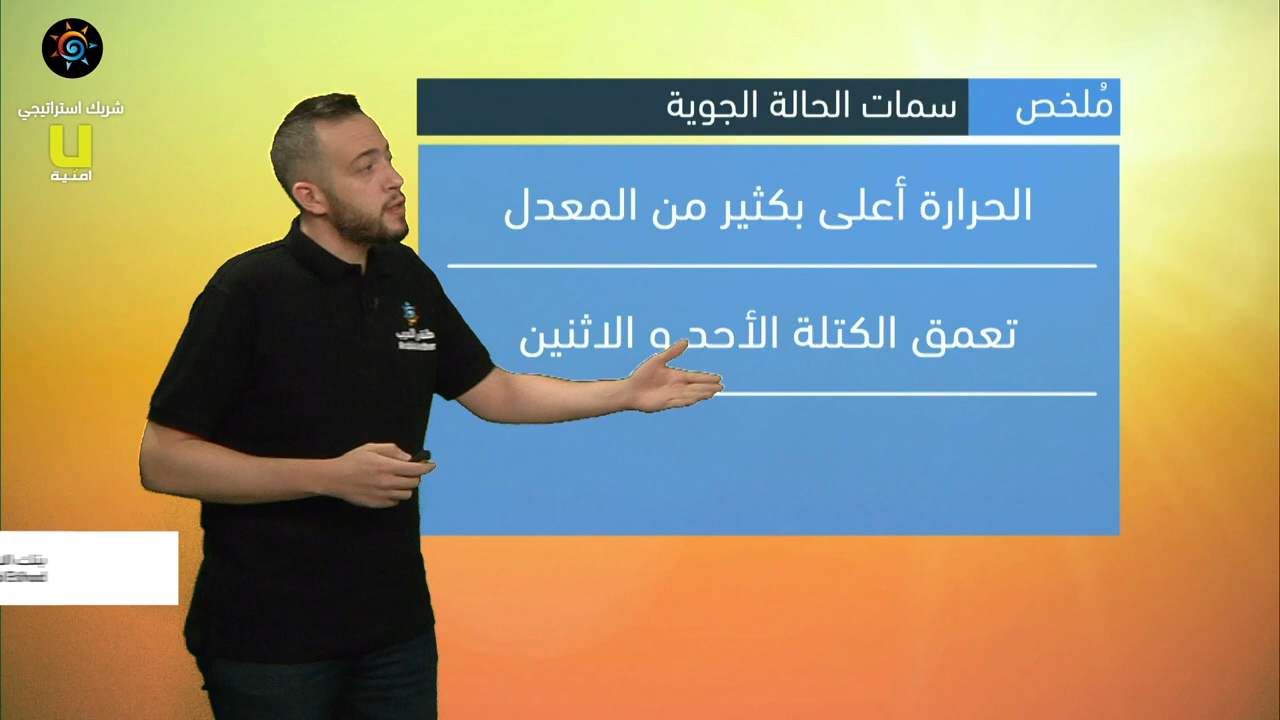 مُلخص سمات الحالة الجوية
الحرارة أعلى بكثير من المعدل
تعمق الكتلة الأحد و الاثنين
شريك استراتيجي
U
امنية